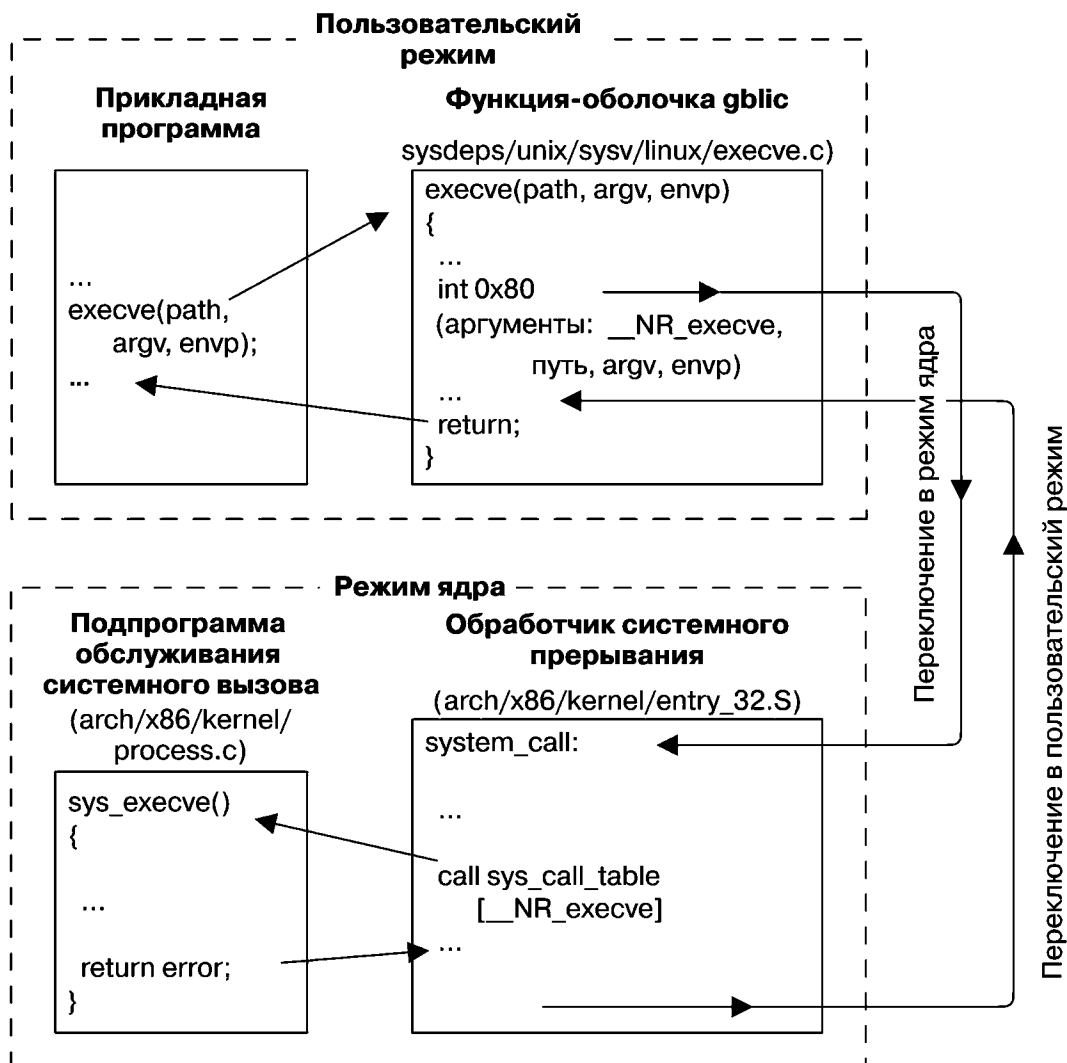 Пользовательский
режим
Прикладная
программа
Функция-оболочка gblic
sysdeps/unix/sysv/linux/execve.c)
...
execve(path,
argv, envp);
...
execve(path, argv, envp)
{
...
int 0x80
(аргументы: __NR_execve,
путь, argv, envp)
...
return;
}
Переключение в режим ядра
Переключение в пользовательский режим
Режим ядра
Подпрограмма
обслуживания
системного вызова
(arch/x86/kernel/
process.c)
Обработчик системного
прерывания
(arch/x86/kernel/entry_32.S)
sys_execve()
{
...
return error;
}
system_call:
...
call sys_call_table
[__NR_execve]
...